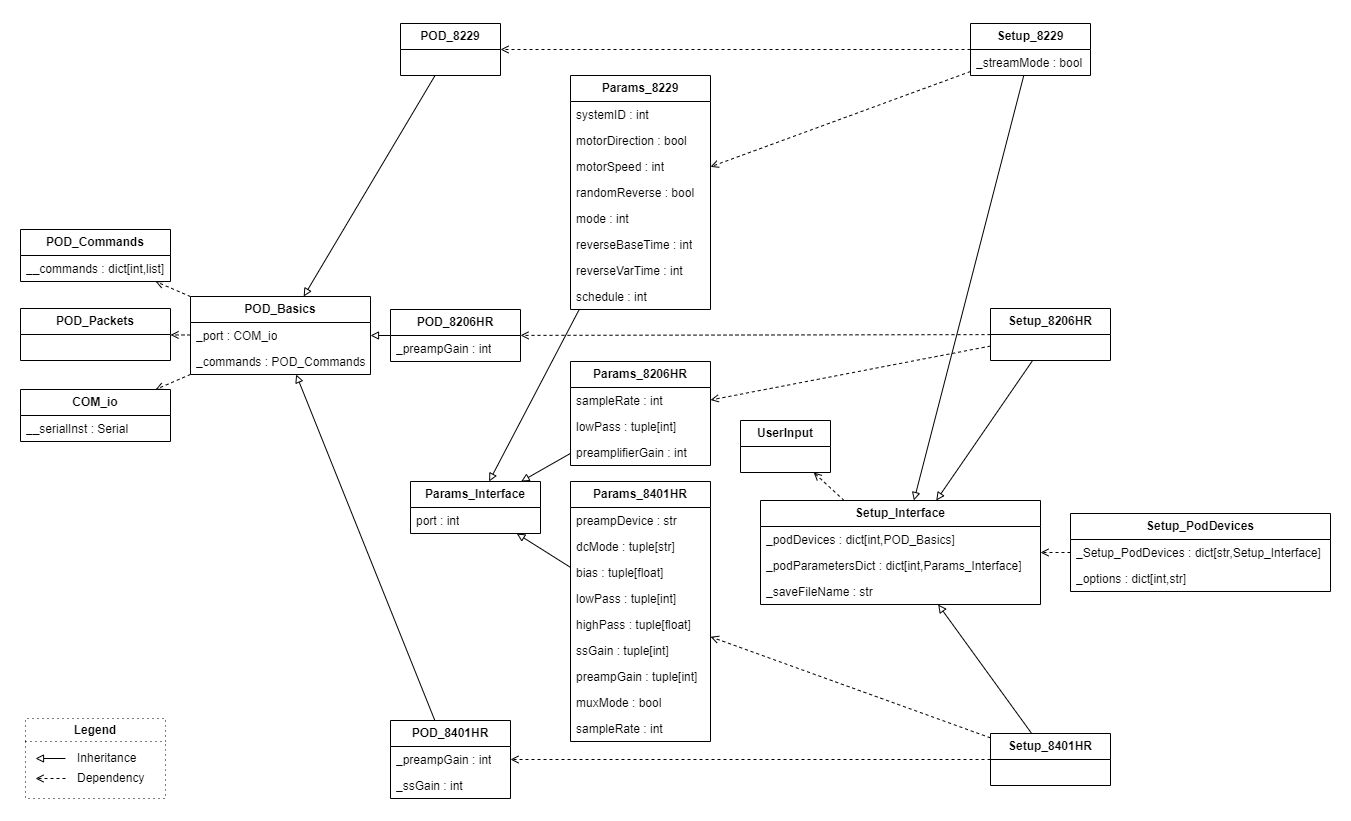 POD_8229
Setup_8229
_streamMode : bool
Params_8229
systemID : int
motorDirection : bool
motorSpeed : int
randomReverse : bool
mode : int
reverseBaseTime : int
reverseVarTime : int
schedule : int
POD_Commands
__commands : dict[int,list]
POD_Packets
COM_io
__serialInst : Serial
POD_Basics
_port : COM_io
_commands : POD_Commands
POD_8206HR
_preampGain : int
Setup_8206HR
Params_8206HR
sampleRate : int
lowPass : tuple[int]
preamplifierGain : int
UserInput
Params_Interface
port : int
Params_8401HR
preampDevice : str
dcMode : tuple[str]
bias : tuple[float]
lowPass : tuple[int]
highPass : tuple[float]
ssGain : tuple[int]
preampGain : tuple[int]
muxMode : bool
sampleRate : int
Setup_Interface
_podDevices : dict[int,POD_Basics]
_podParametersDict : dict[int,Params_Interface]
_saveFileName : str
Setup_PodDevices
_Setup_PodDevices : dict[str,Setup_Interface]
_options : dict[int,str]
Legend
Inheritance
Dependency
POD_8401HR
_preampGain : int
_ssGain : int
Setup_8401HR